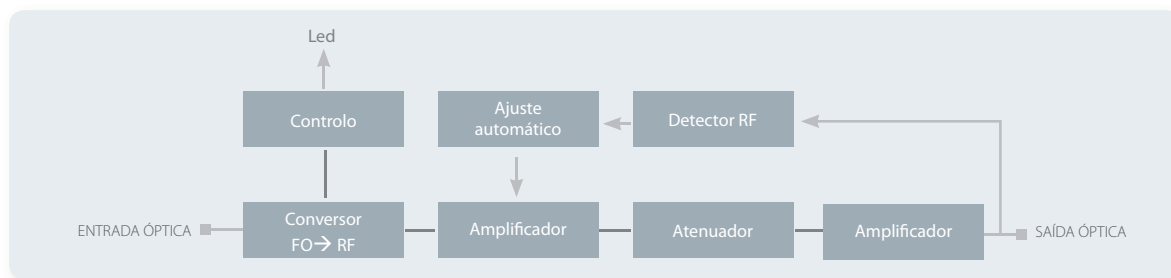 Led
Controlo
Ajuste
automático
Detector RF
ENTRADA ÓPTICA
Conversor
FO→ RF
Amplificador
Atenuador
Amplificador
SAÍDA ÓPTICA